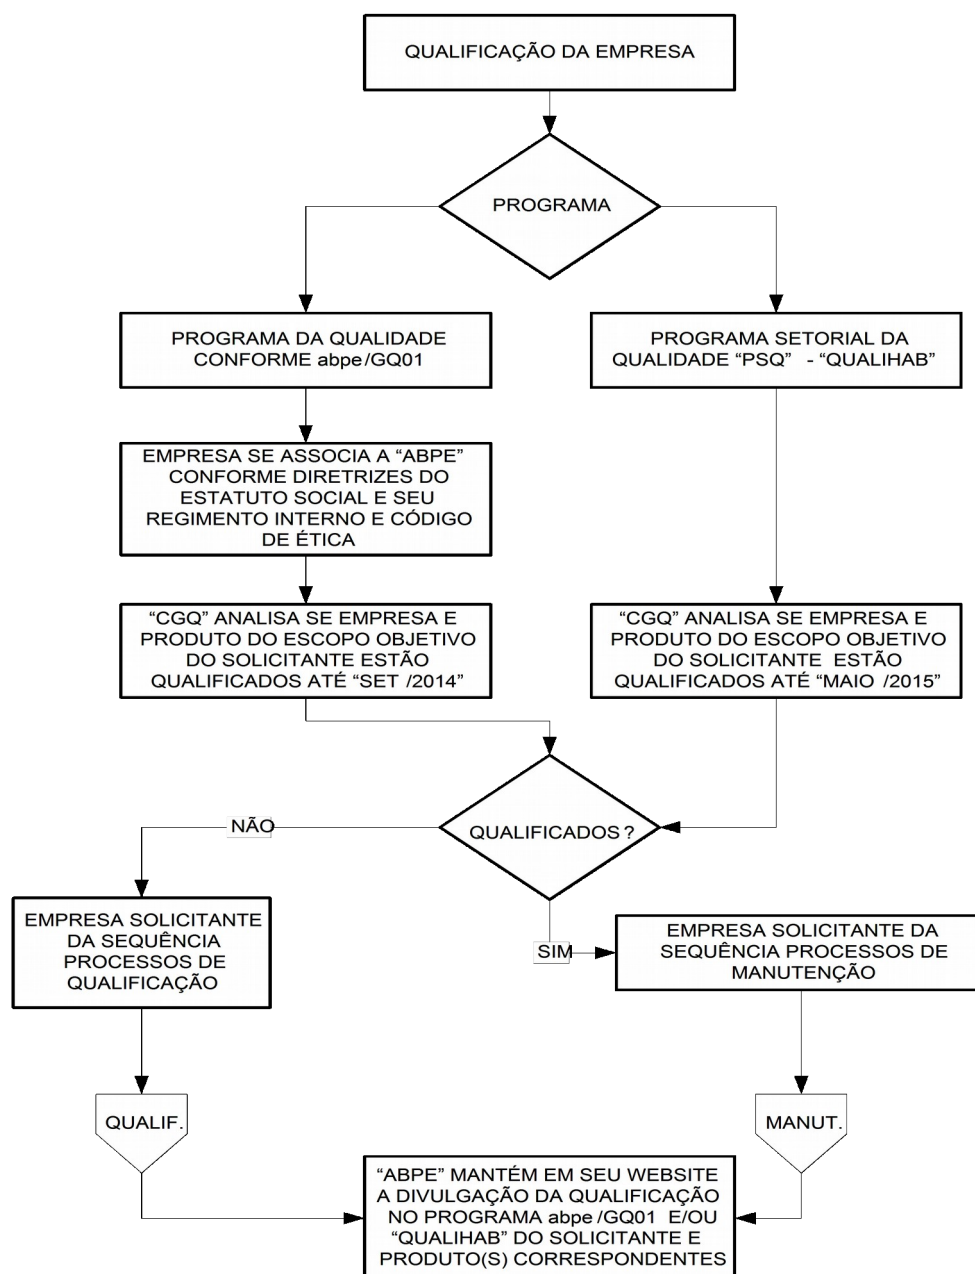 QUALIFICAÇÃO DA EMPRESA
PROGRAMA
PROGRAMA DA QUALIDADE
CONFORME abpe/GQ01
PROGRAMA SETORIAL DA
QUALIDADE “PSQ” - “QUALIHAB”
EMPRESA SE ASSOCIA A “ABPE”
CONFORME DIRETRIZES DO
ESTATUTO SOCIAL E SEU
REGIMENTO INTERNO E CÓDIGO
DE ÉTICA
“CGQ” ANALISA SE EMPRESA E
PRODUTO DO ESCOPO OBJETIVO
DO SOLICITANTE ESTÃO
QUALIFICADOS ATÉ “SET /2014”
“CGQ” ANALISA SE EMPRESA E
PRODUTO DO ESCOPO OBJETIVO
DO SOLICITANTE ESTÃO
QUALIFICADOS ATÉ “MAIO /2015”
QUALIFICADOS ?
NÃO
SIM
EMPRESA SOLICITANTE
DA SEQUÊNCIA
PROCESSOS DE
QUALIFICAÇÃO
EMPRESA SOLICITANTE DA
SEQUÊNCIA PROCESSOS DE
MANUTENÇÃO
QUALIF.
MANUT.
“ABPE” MANTÉM EM SEU WEBSITE
A DIVULGAÇÃO DA QUALIFICAÇÃO
NO PROGRAMA abpe /GQ01 E/OU
“QUALIHAB” DO SOLICITANTE E
PRODUTO(S) CORRESPONDENTES